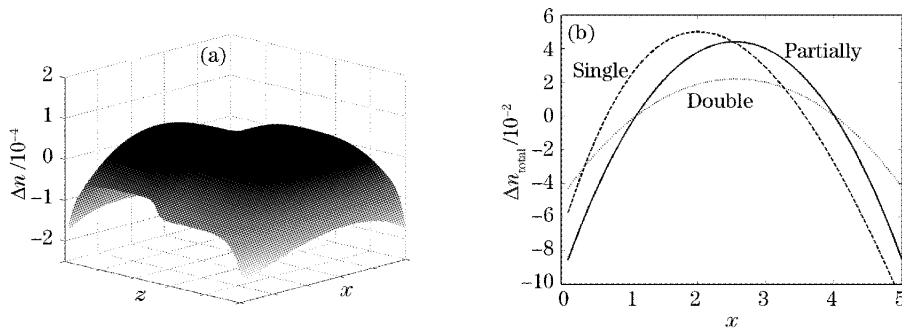 (a)
2
1
0
−1
−2
Δn /10⁻⁴
z
x
(b)
6
4
2
0
−2
−4
−6
−8
−10
Δn_total/10⁻²
Single
Partially
Double
0 1 2 3 4 5
x